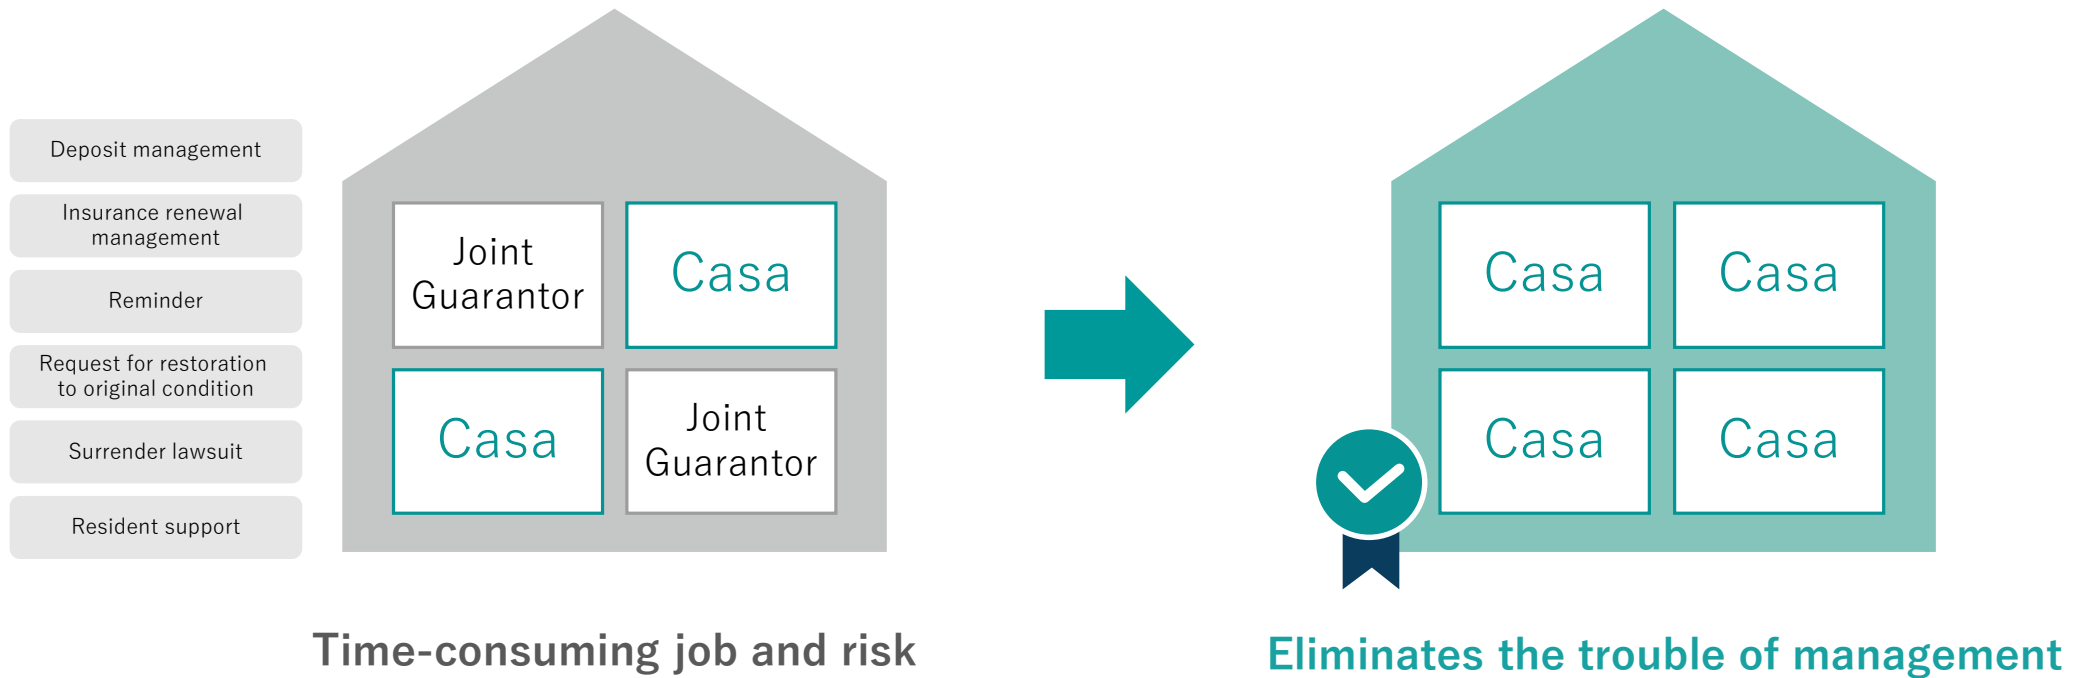 Deposit management
Insurance renewal
management
Reminder
Request for restoration
to original condition
Surrender lawsuit
Resident support
Joint
Guarantor
Casa
Casa
Joint
Guarantor
Time-consuming job and risk
Casa
Casa
Casa
Casa
Eliminates the trouble of management